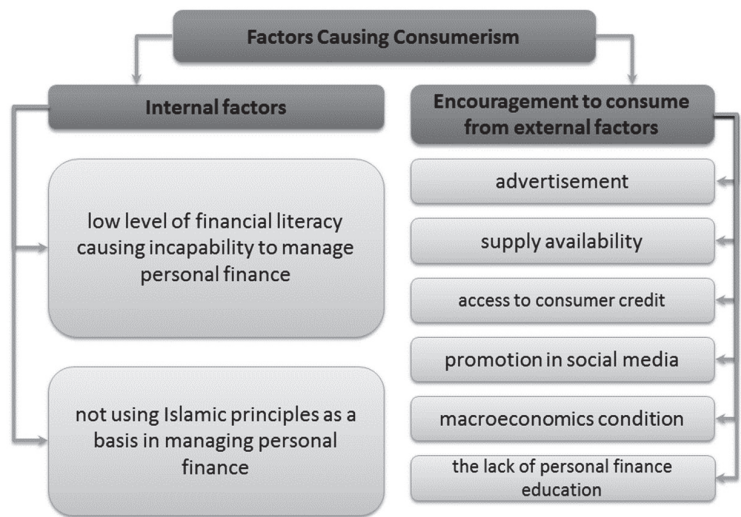 Factors Causing Consumerism
Internal factors
low level of financial literacy
causing incapability to manage
personal finance
not using Islamic principles as a
basis in managing personal
finance
Encouragement to consume
from external factors
advertisement
supply availability
access to consumer credit
promotion in social media
macroeconomics condition
the lack of personal finance
education